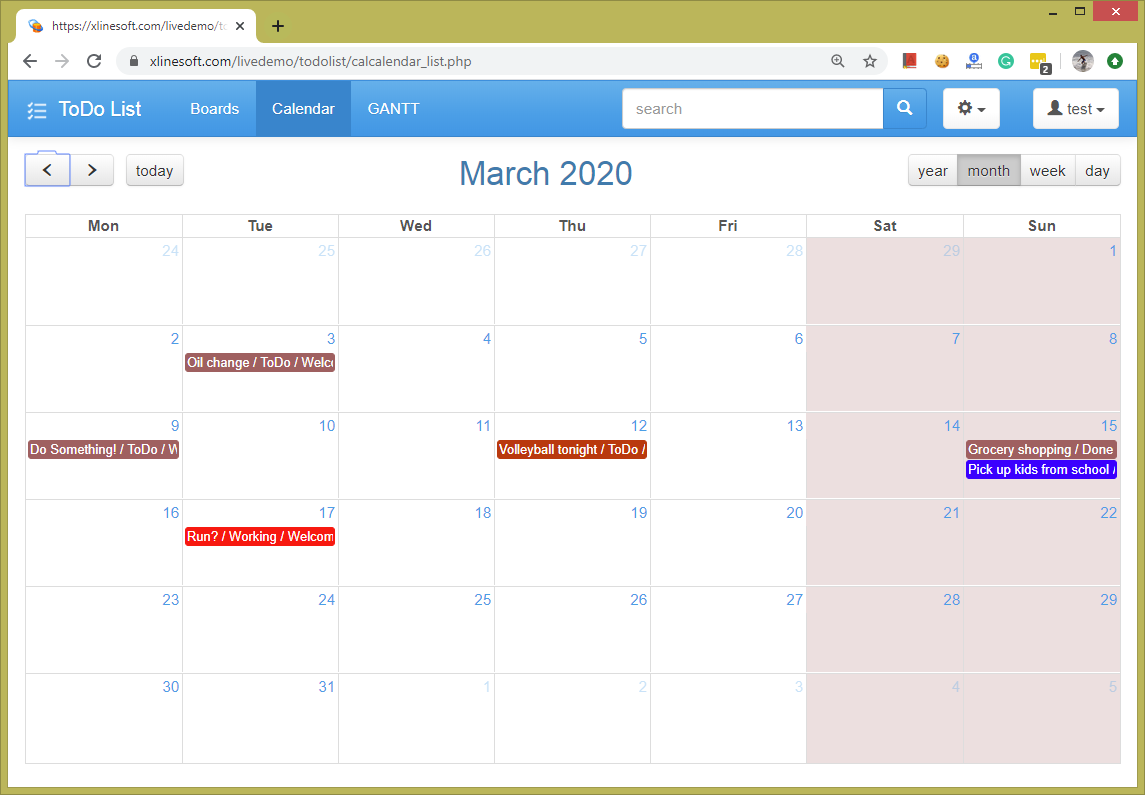 https://xlinesoft.com/livedemo/to
xlinesoft.com/livedemo/todolist/calcalendar_list.php
2
ToDo List Boards Calendar GANTT search test
today March 2020 year month week day
Mon Tue Wed Thu Fri Sat Sun
24 25 26 27 28 29 1
2 3 4 5 6 7 8
Oil change / ToDo / Welco
9 10 11 12 13 14 15
Do Something! / ToDo / W Volleyball tonight / ToDo / Grocery shopping / Done
Pick up kids from school /
16 17 18 19 20 21 22
Run? / Working / Welcom
23 24 25 26 27 28 29
30 31 1 2 3 4 5